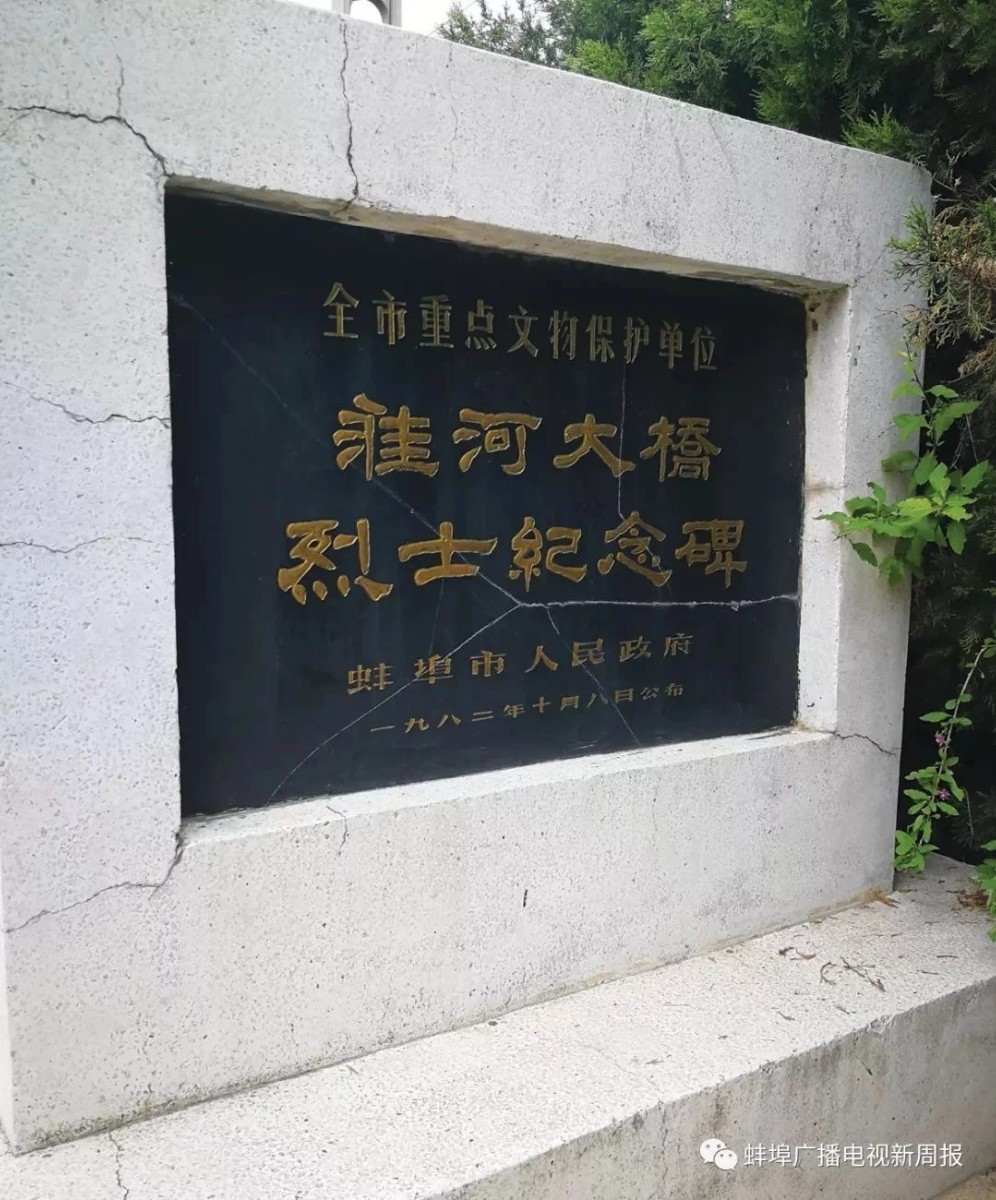 全市重点文物保护单位
淮河大橋
烈士紀念碑
蚌埠市人民政府
一九八二年十月八日公布
蚌埠广播电视新周报